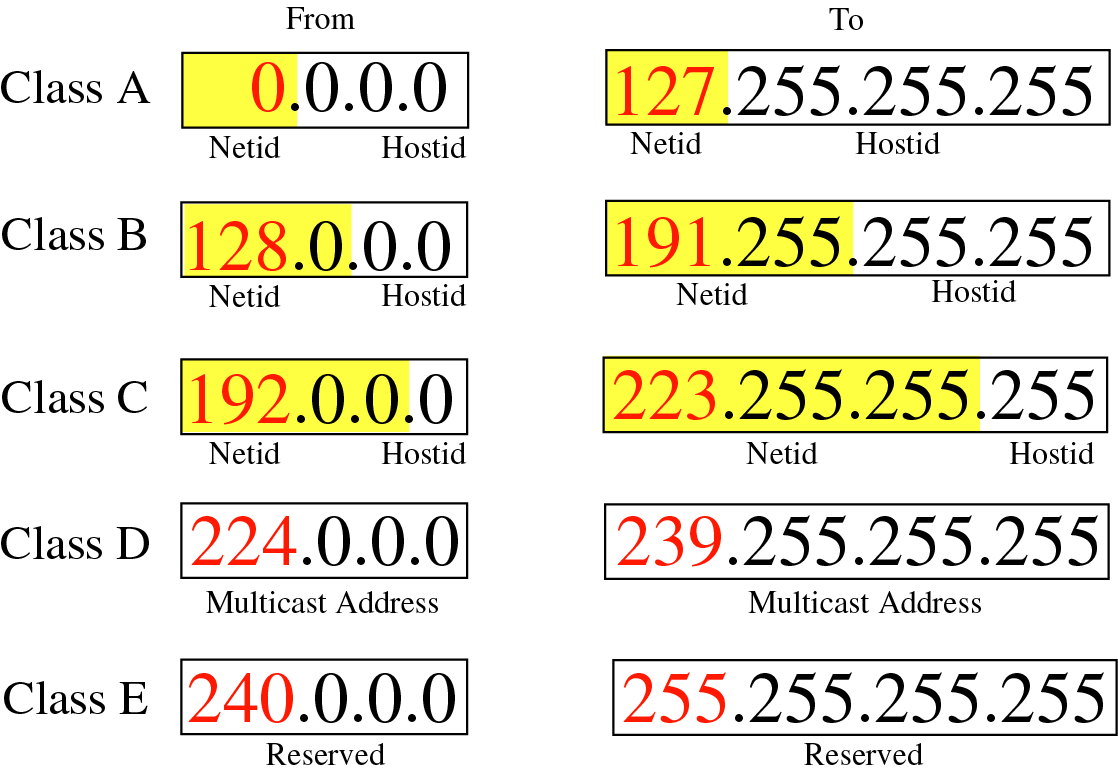 From To
Class A 0.0.0.0 127.255.255.255
Netid Hostid Netid Hostid
Class B 128.0.0.0 191.255.255.255
Netid Hostid Netid Hostid
Class C 192.0.0.0 223.255.255.255
Netid Hostid Netid Hostid
Class D 224.0.0.0 239.255.255.255
Multicast Address Multicast Address
Class E 240.0.0.0 255.255.255.255
Reserved Reserved